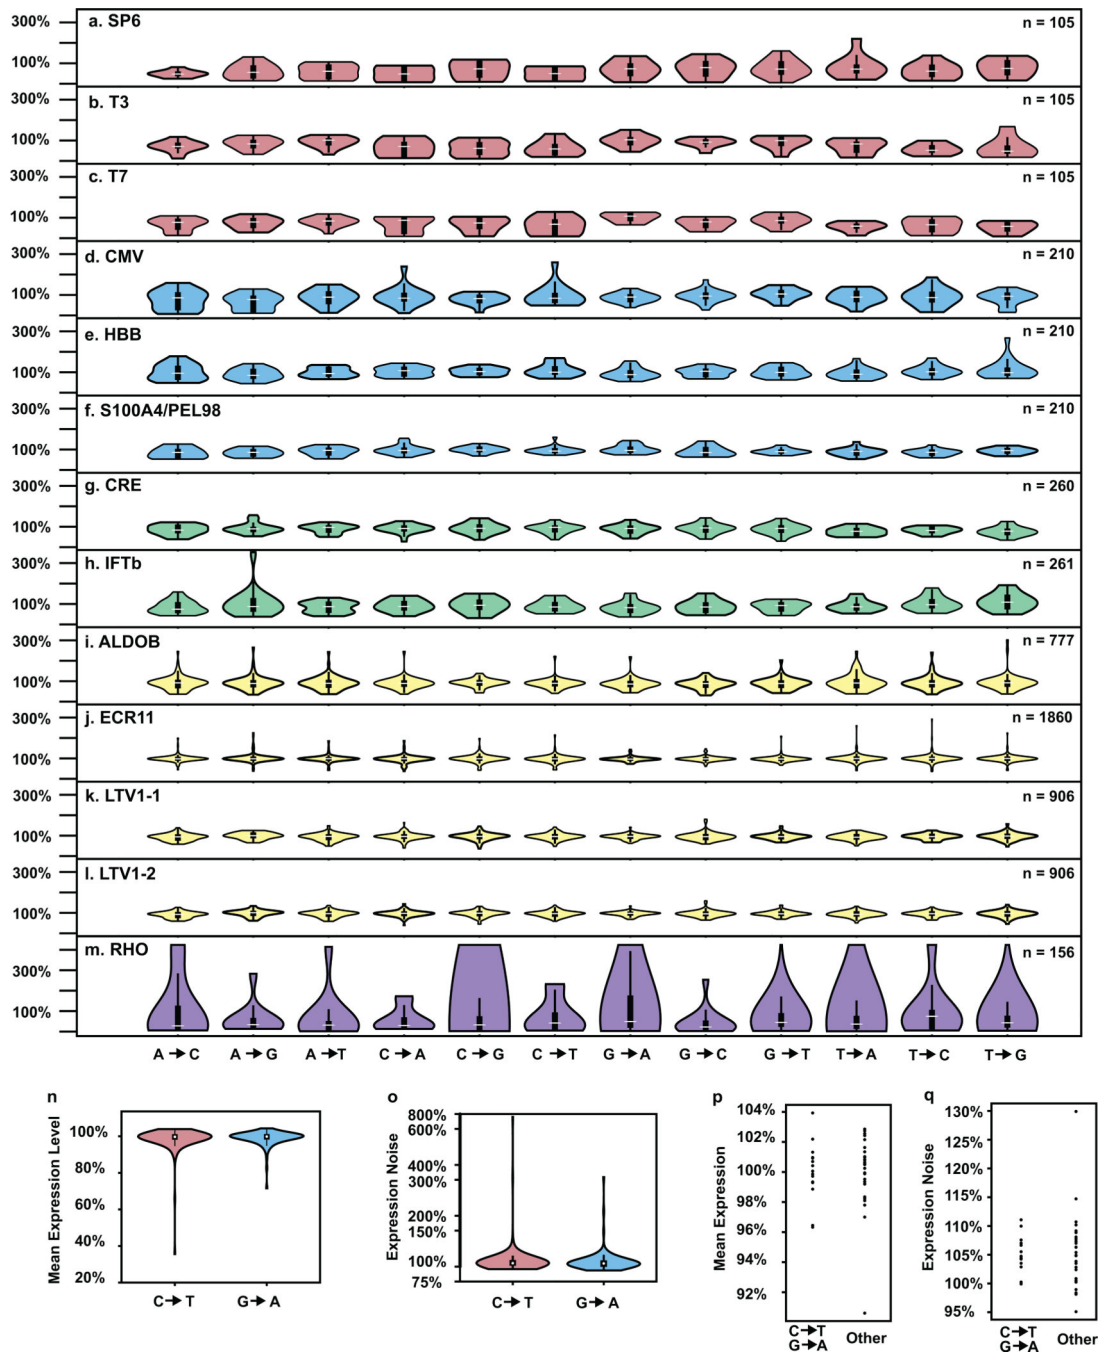 a. SP6
n = 105
300%
100%
b. T3
n = 105
300%
100%
c. T7
n = 105
300%
100%
d. CMV
n = 210
300%
100%
e. HBB
n = 210
300%
100%
f. S100A4/PEL98
n = 210
300%
100%
g. CRE
n = 260
300%
100%
h. IFTb
n = 261
300%
100%
i. ALDOB
n = 777
300%
100%
j. ECR11
n = 1860
300%
100%
k. LTV1-1
n = 906
300%
100%
l. LTV1-2
n = 906
300%
100%
m. RHO
n = 156
300%
100%
A→C A→G A→T C→A C→G C→T G→A G→C G→T T→A T→C T→G
n
Mean Expression Level
100%
80%
60%
40%
20%
C→T G→A
o
Expression Noise
800%
600%
400%
300%
200%
150%
100%
75%
C→T G→A
p
Mean Expression
104%
102%
100%
98%
96%
94%
92%
C→T
G→A
Other
q
Expression Noise
130%
125%
120%
115%
110%
105%
100%
95%
C→T
G→A
Other